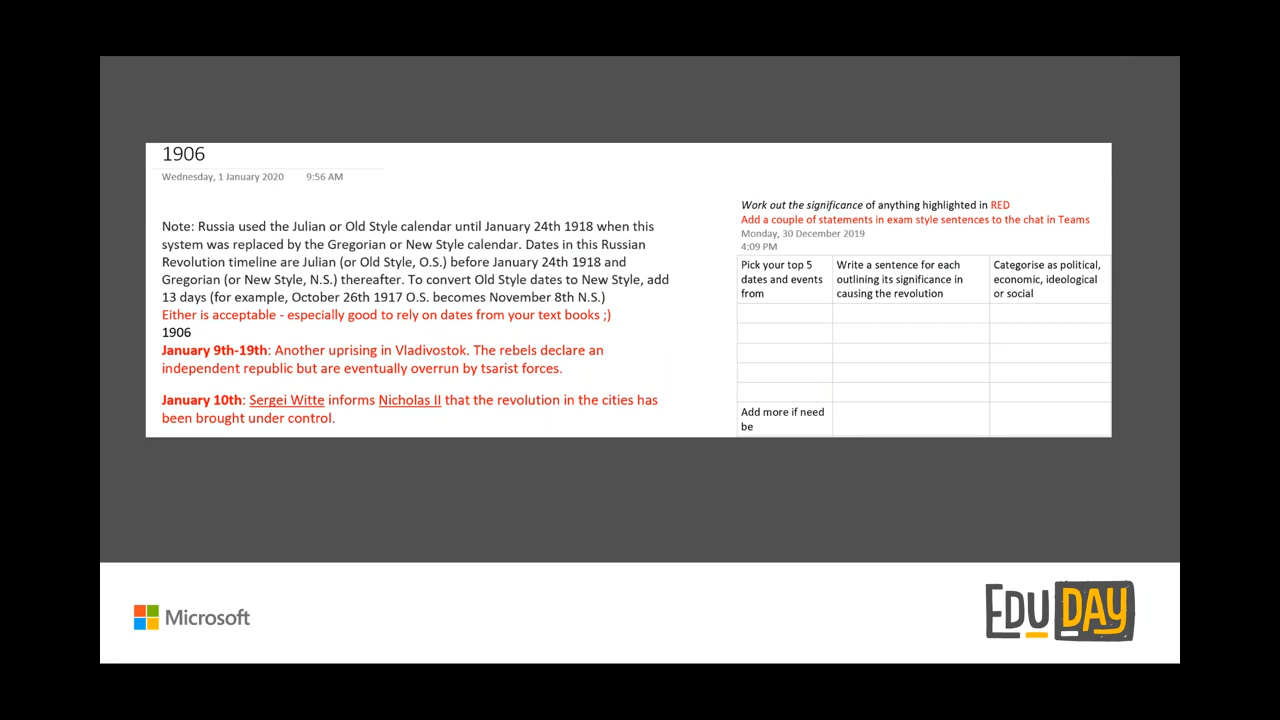 1906
Wednesday, 1 January 2020 9:56 AM
Note: Russia used the Julian or Old Style calendar until January 24th 1918 when this
system was replaced by the Gregorian or New Style calendar. Dates in this Russian
Revolution timeline are Julian (or Old Style, O.S.) before January 24th 1918 and
Gregorian (or New Style, N.S.) thereafter. To convert Old Style dates to New Style, add
13 days (for example, October 26th 1917 O.S. becomes November 8th N.S.)
Either is acceptable - especially good to rely on dates from your text books ;)
1906
January 9th-19th: Another uprising in Vladivostok. The rebels declare an
independent republic but are eventually overrun by tsarist forces.
January 10th: Sergei Witte informs Nicholas II that the revolution in the cities has
been brought under control.
Work out the significance of anything highlighted in RED
Add a couple of statements in exam style sentences to the chat in Teams
Monday, 30 December 2019
4:09 PM
Pick your top 5
dates and events
from
Write a sentence for each
outlining its significance in
causing the revolution
Categorise as political,
economic, ideological
or social
Add more if need
be
Microsoft
EDU DAY